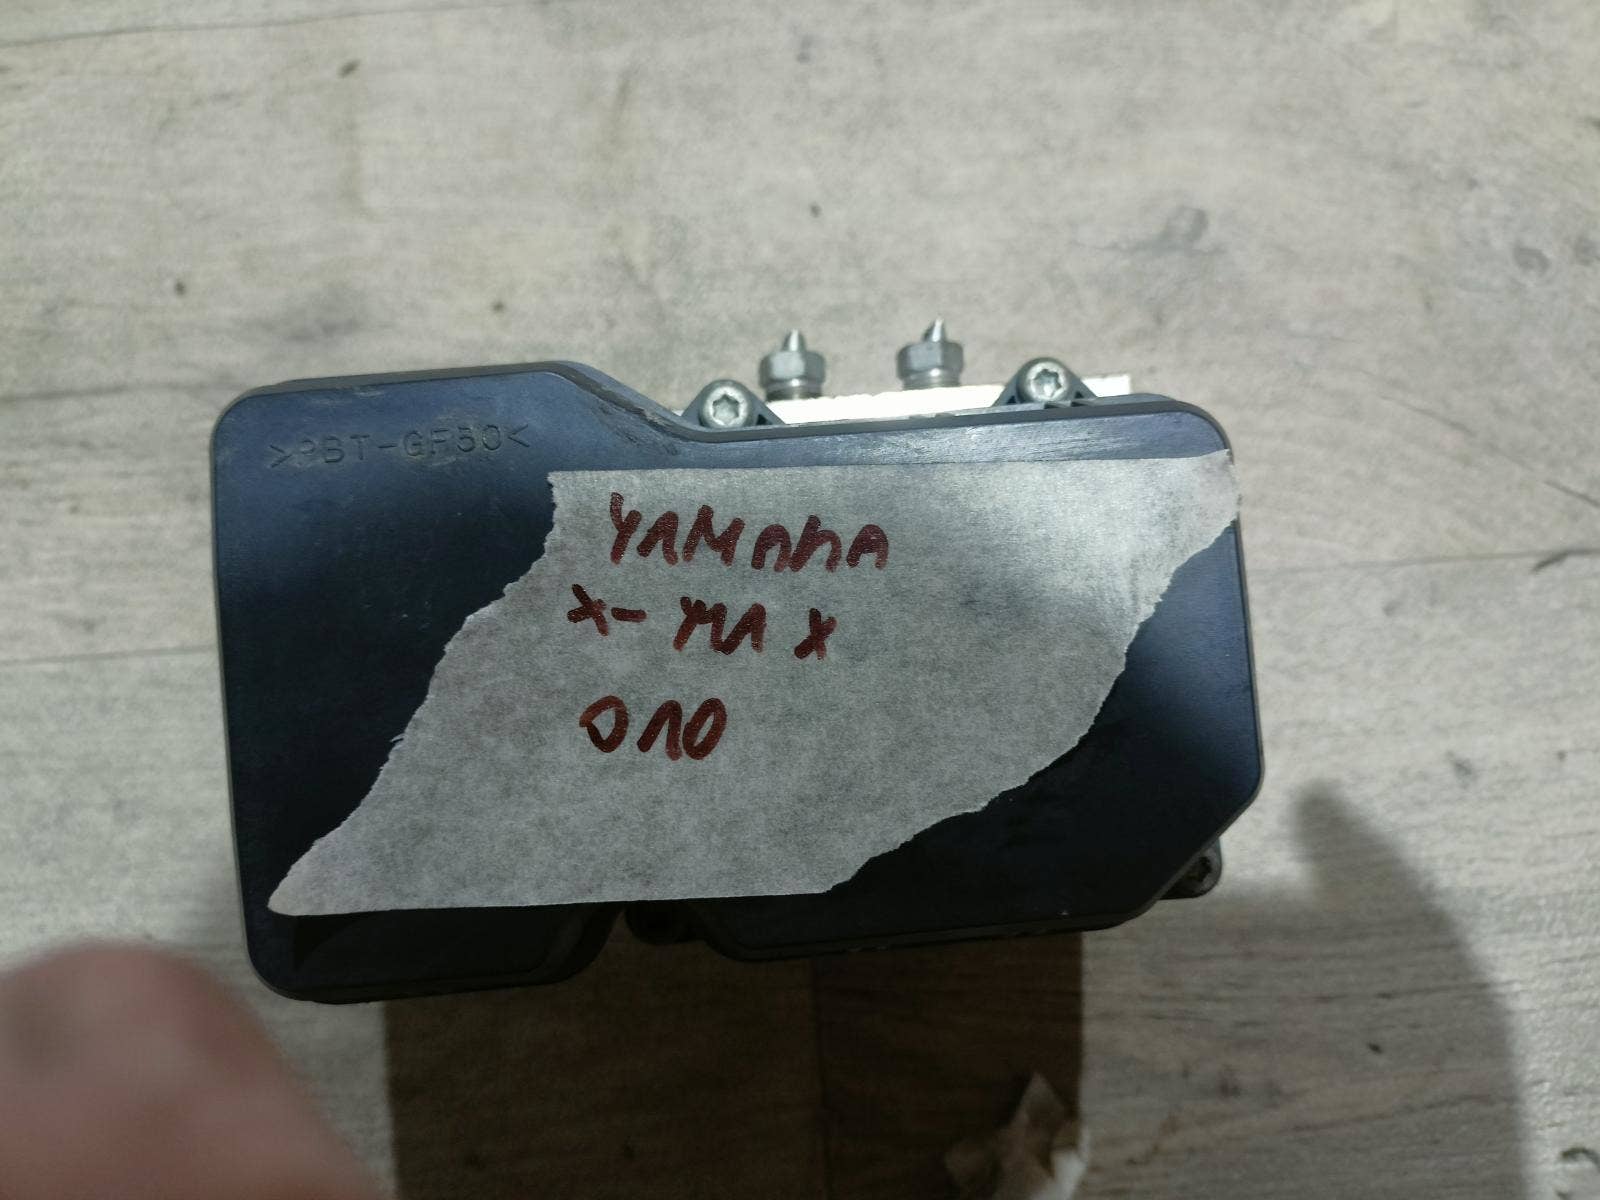 >PBT-GF30<
YAMAHA
X-MAX
010